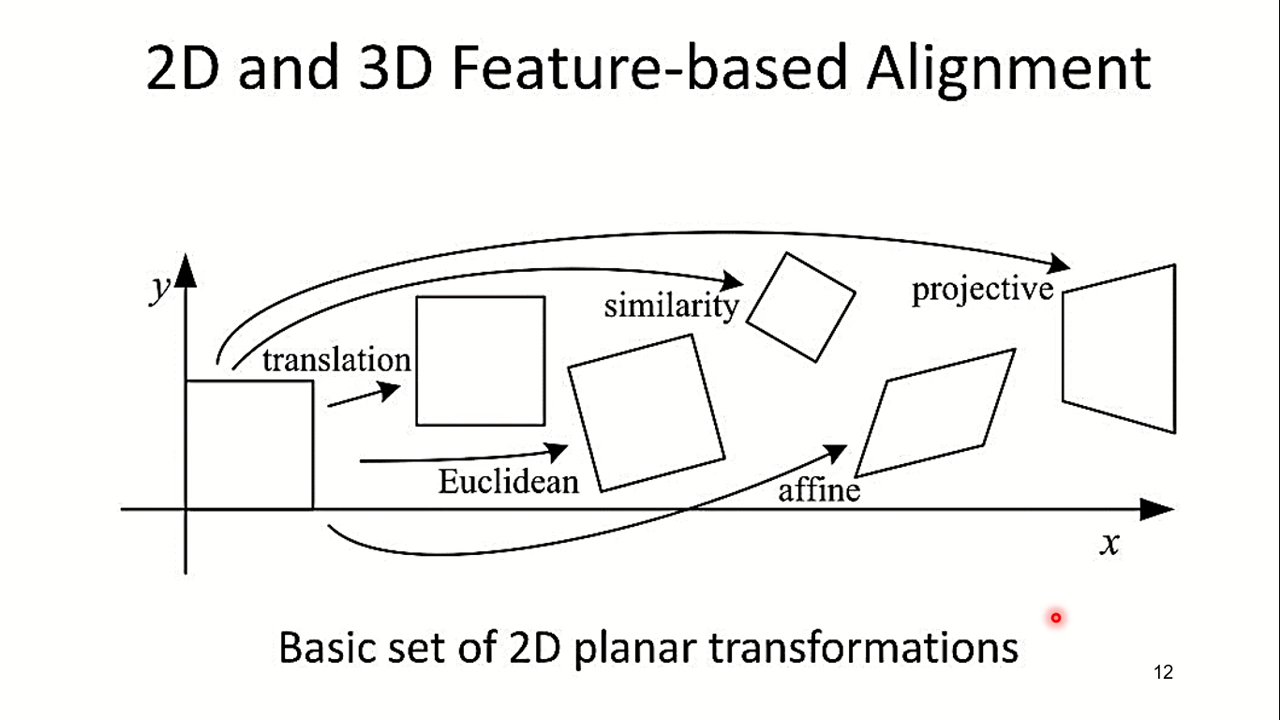 2D and 3D Feature-based Alignment
y
similarity
projective
translation
Euclidean
affine
x
Basic set of 2D planar transformations
12